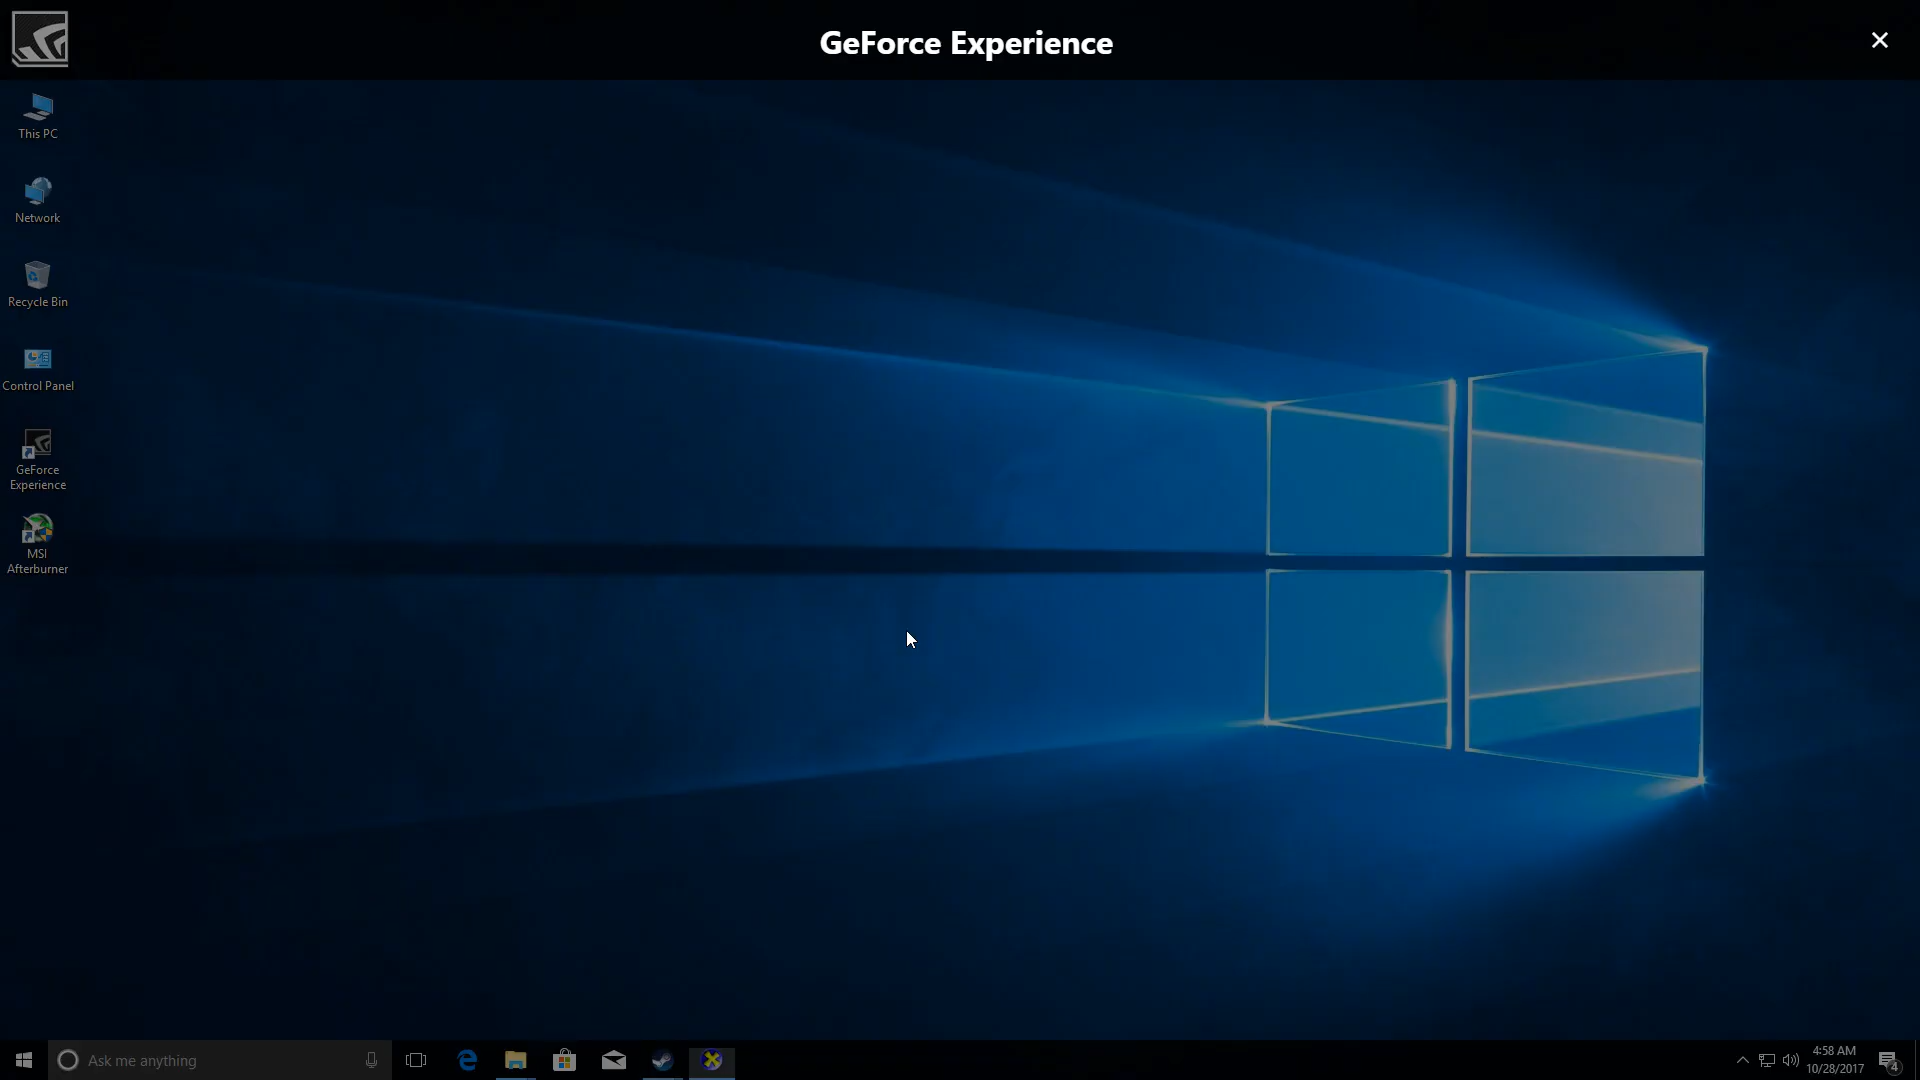 GeForce Experience
This PC
Network
Recycle Bin
Control Panel
GeForce
Experience
MSI
Afterburner
Ask me anything
4:58 AM
10/28/2017
4